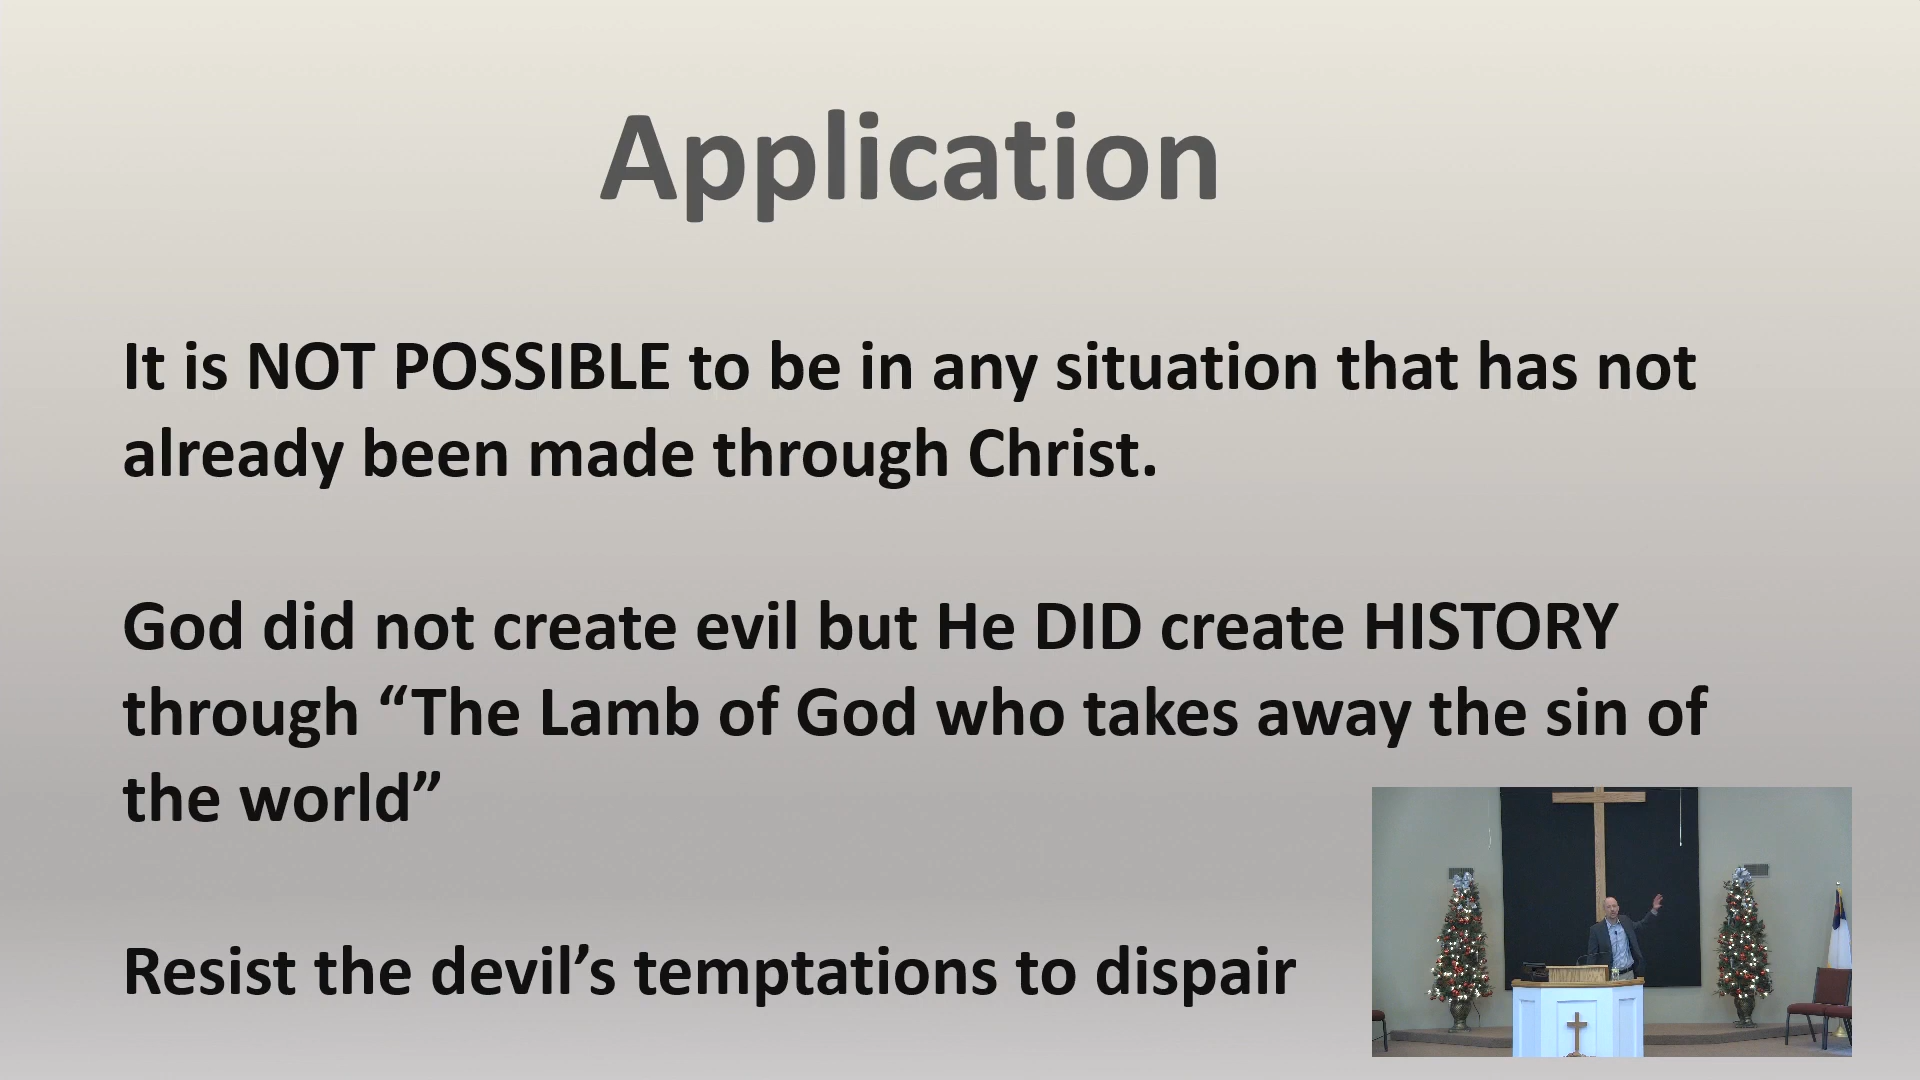 Application
It is NOT POSSIBLE to be in any situation that has not
already been made through Christ.
God did not create evil but He DID create HISTORY
through “The Lamb of God who takes away the sin of
the world”
Resist the devil’s temptations to dispair